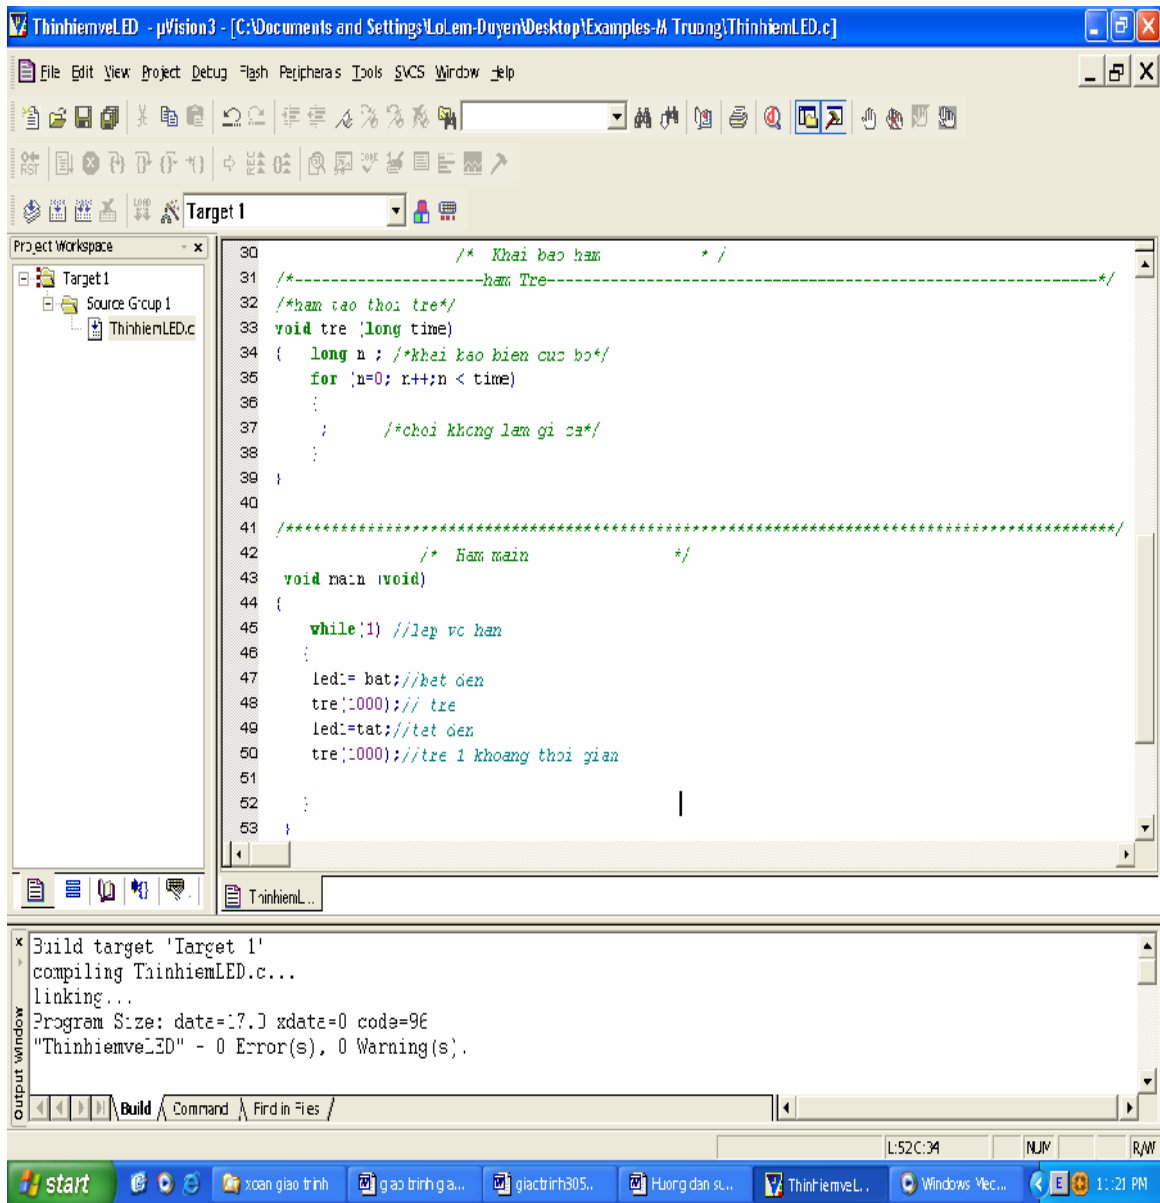 ThinhiemveLED - µVision3 - [C:\Documents and Settings\LoLem-Duyen\Desktop\Examples-M Truong\ThinhiemLED.c]
File Edit View Project Debug Flash Peripherals Tools SVCS Window Help
Target 1
Project Workspace
Target 1
Source Group 1
ThinhiemLED.c
30 /* Khai bao ham * /
31 /*---------------------ham Tre-------------------------------------------------------------*/
32 /*ham tao thoi tre*/
33 void tre (long time)
34 { long n ; /*khai bao bien cuc bo*/
35 for (n=0; n++;n < time)
36 {
37 ; /*choi khong lam gi ca*/
38 }
39 }
40
41 /******************************************************************************************/
42 /* Ham main */
43 void main (void)
44 {
45 while(1) //lap vo han
46 {
47 led1= bat;//bat den
48 tre(1000);// tre
49 led1=tat;//tat den
50 tre(1000);//tre 1 khoang thoi gian
51
52 }
53 }
ThinhiemL...
Build target 'Target 1'
compiling ThinhiemLED.c...
linking...
Program Size: data=17.0 xdata=0 code=96
"ThinhiemveLED" - 0 Error(s), 0 Warning(s).
Output Window
Build Command Find in Files
L:52 C:34 NUM R/W
start xoan giao trinh giao trinh gia... giactrinh305.. Huong dan su... ThinhiemveL... Windows Mec... E 11:21 PM